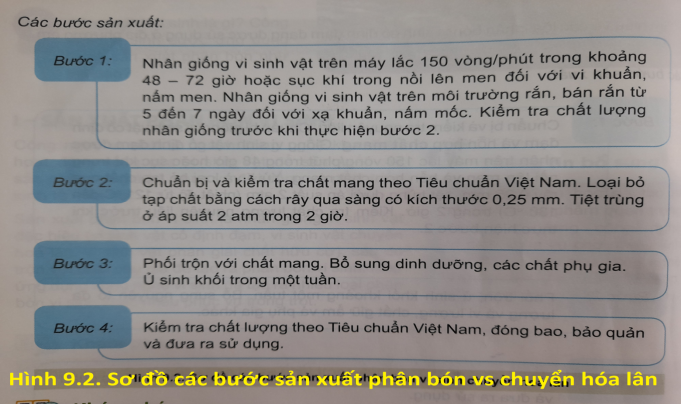 Các bước sản xuất:
Bước 1:
Nhân giống vi sinh vật trên máy lắc 150 vòng/phút trong khoảng
48 – 72 giờ hoặc sục khí trong nồi lên men đối với vi khuẩn,
nấm men. Nhân giống vi sinh vật trên môi trường rắn, bán rắn từ
5 đến 7 ngày đối với xạ khuẩn, nấm mốc. Kiểm tra chất lượng
nhân giống trước khi thực hiện bước 2.
Bước 2:
Chuẩn bị và kiểm tra chất mang theo Tiêu chuẩn Việt Nam. Loại bỏ
tạp chất bằng cách rây qua sàng có kích thước 0,25 mm. Tiệt trùng
ở áp suất 2 atm trong 2 giờ.
Bước 3:
Phối trộn với chất mang. Bổ sung dinh dưỡng, các chất phụ gia.
Ủ sinh khối trong một tuần.
Bước 4:
Kiểm tra chất lượng theo Tiêu chuẩn Việt Nam, đóng bao, bảo quản
và đưa ra sử dụng.
Hình 9.2. Sơ đồ các bước sản xuất phân bón vs chuyển hóa lân